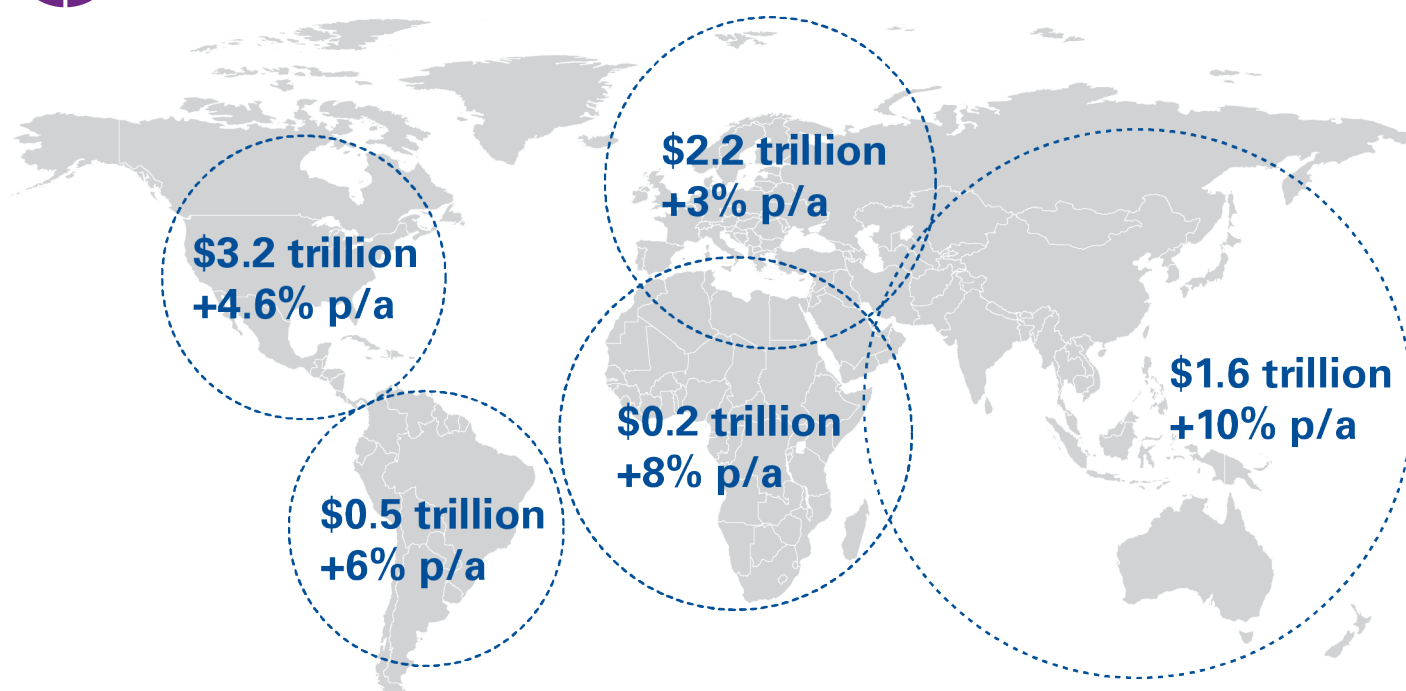 $2.2 trillion
+3% p/a
$3.2 trillion
+4.6% p/a
$1.6 trillion
+10% p/a
$0.2 trillion
+8% p/a
$0.5 trillion
+6% p/a